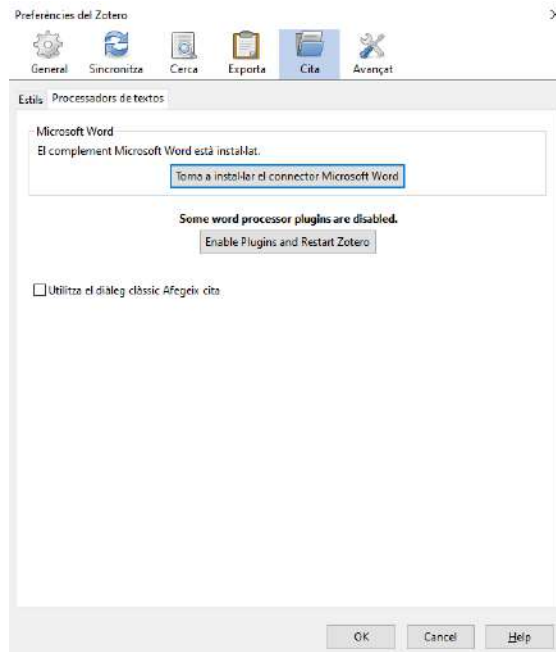 Preferències del Zotero
General Sincronitza Cerca Exporta Cita Avançat
Estils Processadors de textos
Microsoft Word
El complement Microsoft Word està instal·lat.
Torna a instal·lar el connector Microsoft Word
Some word processor plugins are disabled.
Enable Plugins and Restart Zotero
Utilitza el diàleg clàssic Afegeix cita
OK Cancel Help